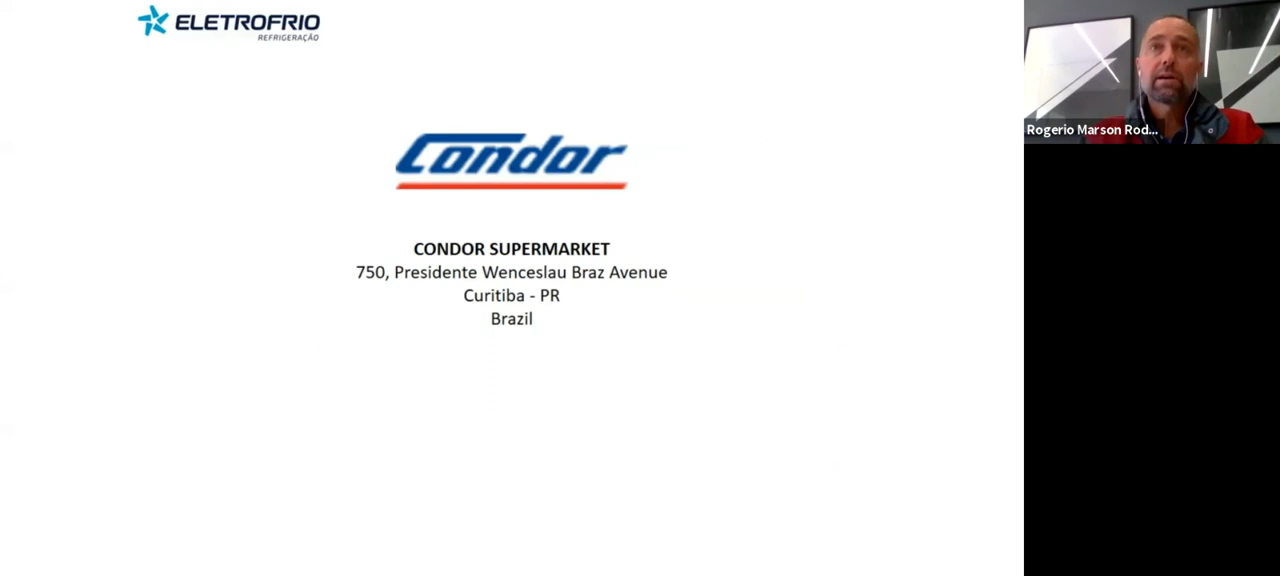 ELETROFRIO
REFRIGERAÇÃO
Condor
CONDOR SUPERMARKET
750, Presidente Wenceslau Braz Avenue
Curitiba - PR
Brazil
Rogerio Marson Rod...